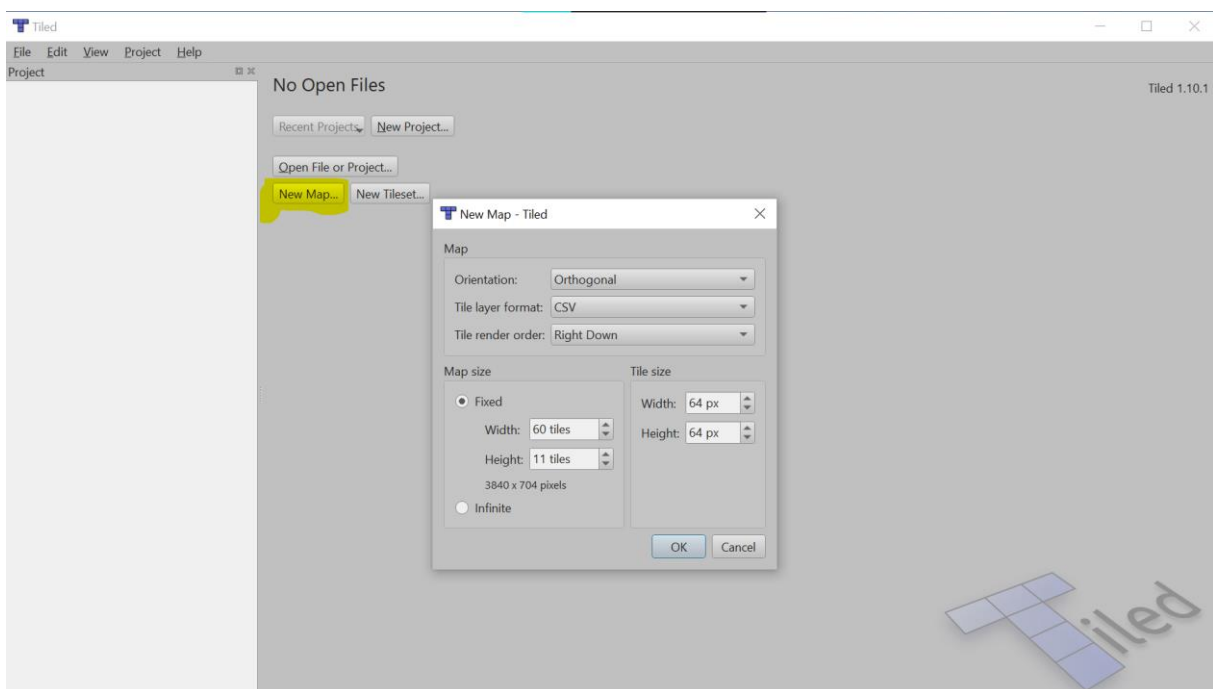 Tiled
File Edit View Project Help
Project
No Open Files
Tiled 1.10.1
Recent Projects New Project...
Open File or Project...
New Map... New Tileset...
New Map - Tiled
Map
Orientation: Orthogonal
Tile layer format: CSV
Tile render order: Right Down
Map size
Tile size
Fixed
Width: 64 px
Width: 60 tiles
Height: 64 px
Height: 11 tiles
3840 x 704 pixels
Infinite
OK Cancel
Tiled